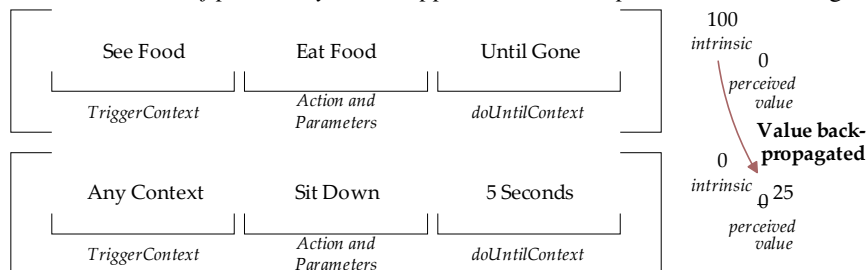 100
See Food Eat Food Until Gone
intrinsic
0
TriggerContext
Action and
Parameters
doUntilContext
perceived
value
Value back-
propagated
0
Any Context Sit Down 5 Seconds
intrinsic
0 25
TriggerContext
Action and
Parameters
doUntilContext
perceived
value